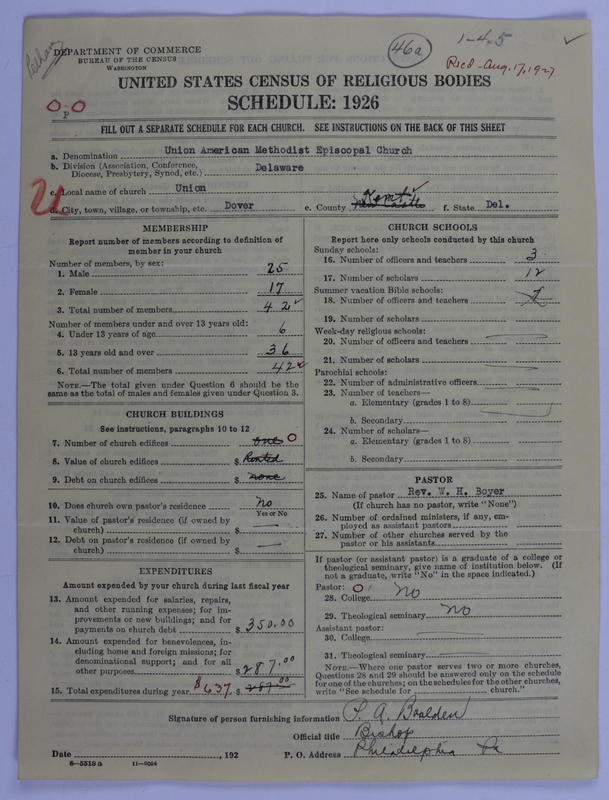 46a
1-4-5
✓
Rec'd - Aug. 17, 1927
DEPARTMENT OF COMMERCE
BUREAU OF THE CENSUS
WASHINGTON
UNITED STATES CENSUS OF RELIGIOUS BODIES
SCHEDULE: 1926
O-O
P
FILL OUT A SEPARATE SCHEDULE FOR EACH CHURCH. SEE INSTRUCTIONS ON THE BACK OF THIS SHEET
a. Denomination Union American Methodist Episcopal Church
b. Division (Association, Conference, Diocese, Presbytery, Synod, etc.) Delaware
c. Local name of church Union
d. City, town, village, or township, etc. Dover e. County New Castle Kent ✓ f. State Del.
MEMBERSHIP
Report number of members according to definition of
member in your church
Number of members, by sex:
1. Male 25
2. Female 17
3. Total number of members 42 ✓
Number of members under and over 13 years old:
4. Under 13 years of age 6
5. 13 years old and over 36
6. Total number of members 42 ✓
NOTE.—The total given under Question 6 should be the
same as the total of males and females given under Question 3.
CHURCH BUILDINGS
See instructions, paragraphs 10 to 12
7. Number of church edifices one 0
8. Value of church edifices $ Rented
9. Debt on church edifices $ none
10. Does church own pastor's residence No
Yes or No
11. Value of pastor's residence (if owned by
church) $
12. Debt on pastor's residence (if owned by
church) $
EXPENDITURES
Amount expended by your church during last fiscal year
13. Amount expended for salaries, repairs,
and other running expenses; for im-
provements or new buildings; and for
payments on church debt $ 350.00
14. Amount expended for benevolences, in-
cluding home and foreign missions; for
denominational support; and for all
other purposes $ 287.00
15. Total expenditures during year $637 $ 287.00
CHURCH SCHOOLS
Report here only schools conducted by this church
Sunday schools:
16. Number of officers and teachers 3
17. Number of scholars 12
Summer vacation Bible schools:
18. Number of officers and teachers
19. Number of scholars
Week-day religious schools:
20. Number of officers and teachers
21. Number of scholars
Parochial schools:
22. Number of administrative officers
23. Number of teachers—
a. Elementary (grades 1 to 8)
b. Secondary
24. Number of scholars—
a. Elementary (grades 1 to 8)
b. Secondary
PASTOR
25. Name of pastor Rev. W. H. Boyer
(If church has no pastor, write "None")
26. Number of ordained ministers, if any, em-
ployed as assistant pastors
27. Number of other churches served by the
pastor or his assistants
If pastor (or assistant pastor) is a graduate of a college or
theological seminary, give name of institution below. (If
not a graduate, write "No" in the space indicated.)
Pastor: O
28. College No
29. Theological seminary No
Assistant pastor:
30. College
31. Theological seminary
NOTE.—Where one pastor serves two or more churches,
Questions 28 and 29 should be answered only on the schedule
for one of the churches; on the schedules for the other churches,
write "See schedule for church."
Signature of person furnishing information P. A. Boulden
Official title Bishop
Date , 192 P. O. Address Philadelphia Pa
8-5518 a 11-9024